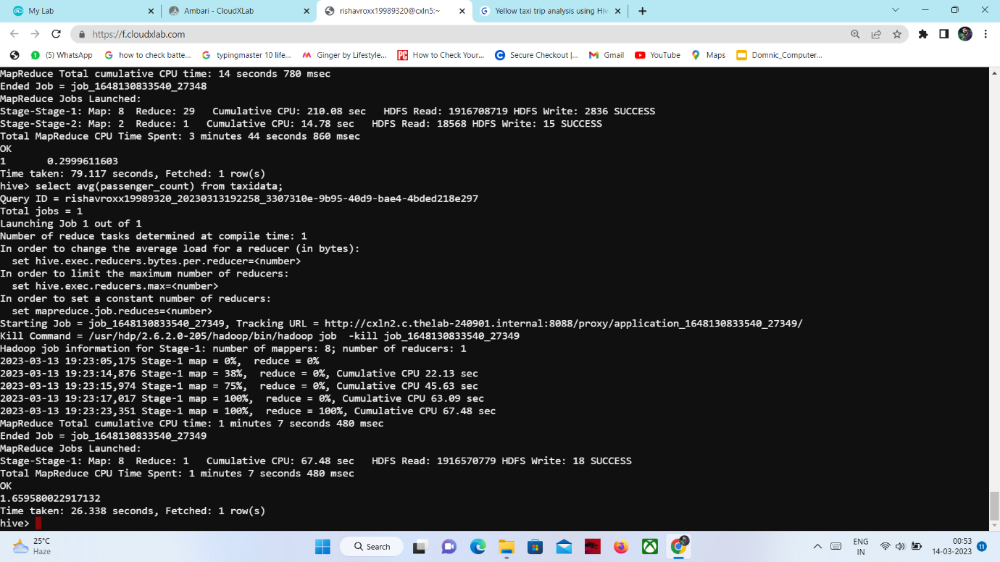 My Lab
Ambari - CloudXLab
rishavroxx19989320@cxln5:~
Yellow taxi trip analysis using Hiv
https://f.cloudxlab.com
(5) WhatsApp
how to check batte...
typingmaster 10 life...
Ginger by Lifestyle...
How to Check Your...
Secure Checkout |...
Gmail
YouTube
Maps
Domnic_Computer...
MapReduce Total cumulative CPU time: 14 seconds 780 msec
Ended Job = job_1648130833540_27348
MapReduce Jobs Launched:
Stage-Stage-1: Map: 8  Reduce: 29   Cumulative CPU: 210.08 sec   HDFS Read: 1916708719 HDFS Write: 2836 SUCCESS
Stage-Stage-2: Map: 2  Reduce: 1   Cumulative CPU: 14.78 sec   HDFS Read: 18568 HDFS Write: 15 SUCCESS
Total MapReduce CPU Time Spent: 3 minutes 44 seconds 860 msec
OK
1       0.2999611603
Time taken: 79.117 seconds, Fetched: 1 row(s)
hive> select avg(passenger_count) from taxidata;
Query ID = rishavroxx19989320_20230313192258_3307310e-9b95-40d9-bae4-4bded218e297
Total jobs = 1
Launching Job 1 out of 1
Number of reduce tasks determined at compile time: 1
In order to change the average load for a reducer (in bytes):
  set hive.exec.reducers.bytes.per.reducer=<number>
In order to limit the maximum number of reducers:
  set hive.exec.reducers.max=<number>
In order to set a constant number of reducers:
  set mapreduce.job.reduces=<number>
Starting Job = job_1648130833540_27349, Tracking URL = http://cxln2.c.thelab-240901.internal:8088/proxy/application_1648130833540_27349/
Kill Command = /usr/hdp/2.6.2.0-205/hadoop/bin/hadoop job  -kill job_1648130833540_27349
Hadoop job information for Stage-1: number of mappers: 8; number of reducers: 1
2023-03-13 19:23:05,175 Stage-1 map = 0%,  reduce = 0%
2023-03-13 19:23:14,876 Stage-1 map = 38%,  reduce = 0%, Cumulative CPU 22.13 sec
2023-03-13 19:23:15,974 Stage-1 map = 75%,  reduce = 0%, Cumulative CPU 45.63 sec
2023-03-13 19:23:17,017 Stage-1 map = 100%,  reduce = 0%, Cumulative CPU 63.09 sec
2023-03-13 19:23:23,351 Stage-1 map = 100%,  reduce = 100%, Cumulative CPU 67.48 sec
MapReduce Total cumulative CPU time: 1 minutes 7 seconds 480 msec
Ended Job = job_1648130833540_27349
MapReduce Jobs Launched:
Stage-Stage-1: Map: 8  Reduce: 1   Cumulative CPU: 67.48 sec   HDFS Read: 1916570779 HDFS Write: 18 SUCCESS
Total MapReduce CPU Time Spent: 1 minutes 7 seconds 480 msec
OK
1.659580022917132
Time taken: 26.338 seconds, Fetched: 1 row(s)
hive>
25°C
Haze
Search
ENG
IN
00:53
14-03-2023
11